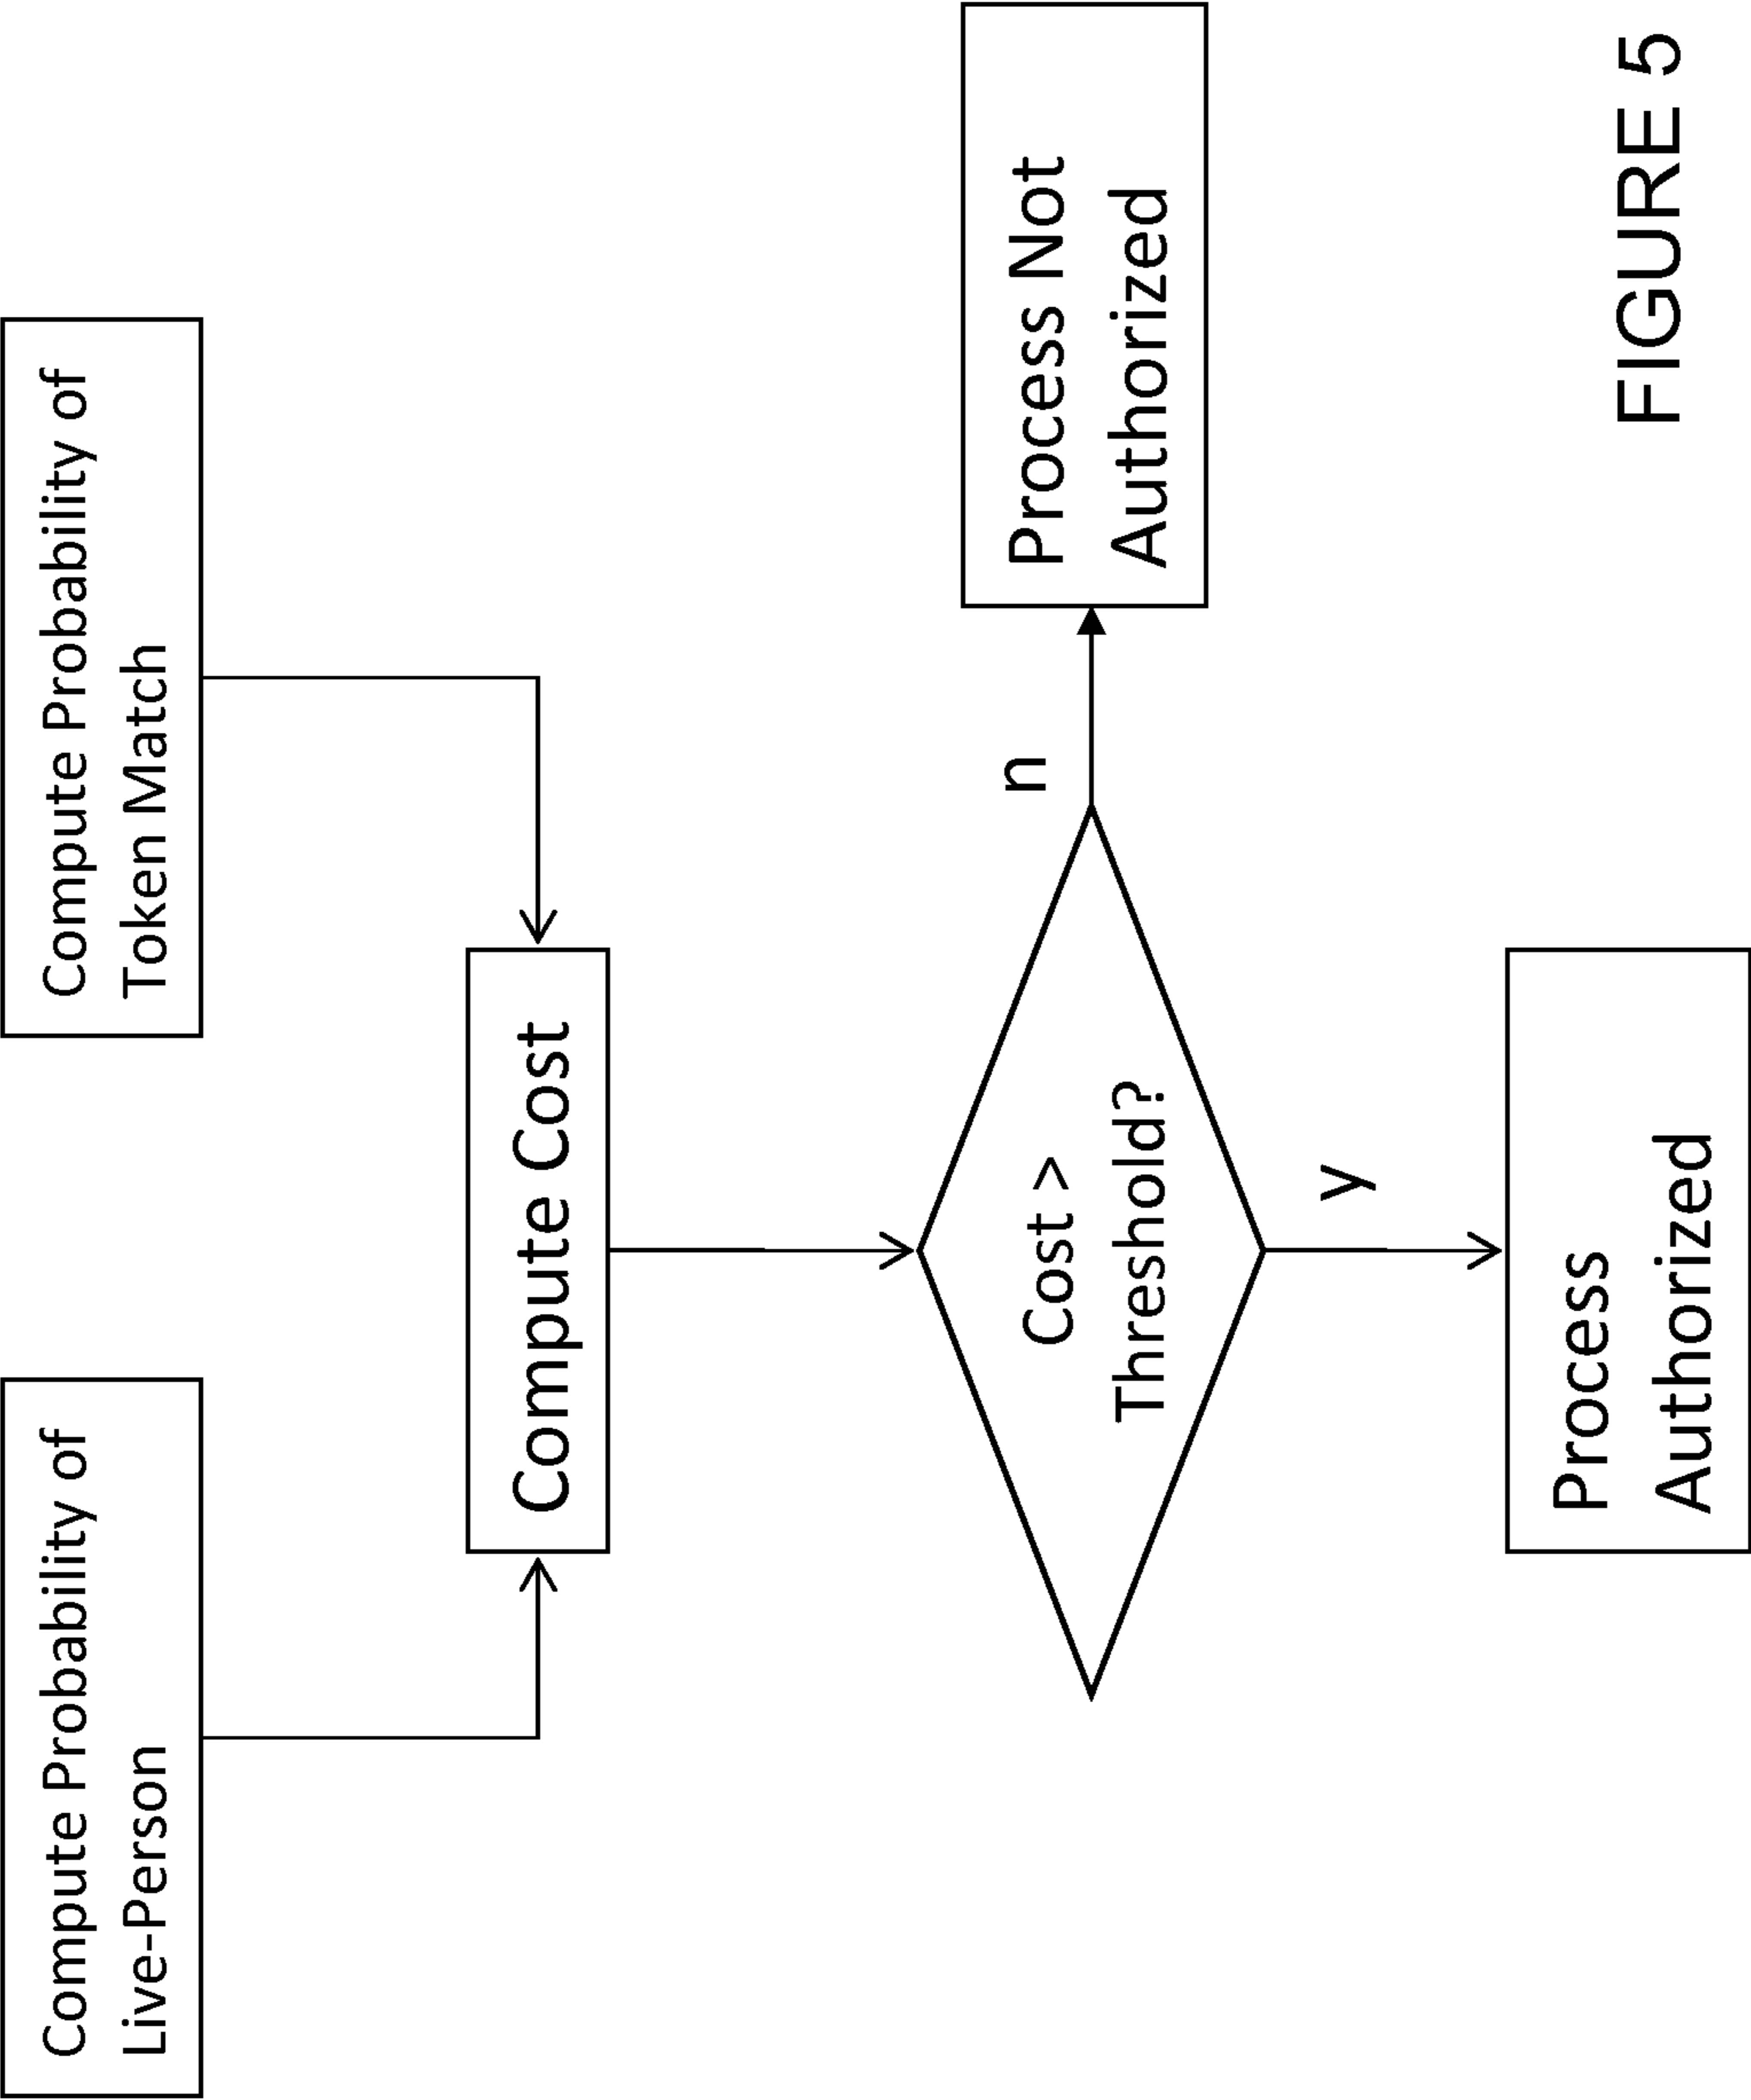 Compute Probability of
Live-Person
Compute Probability of
Token Match
Compute Cost
Cost >
Threshold?
n
Process Not
Authorized
y
Process
Authorized
FIGURE 5